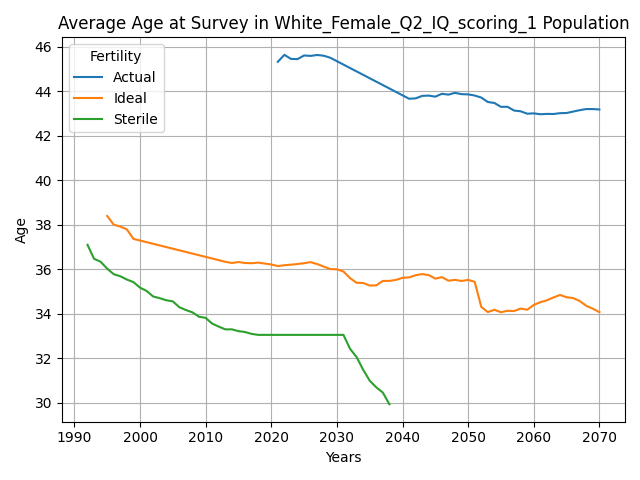 Average Age at Survey in White_Female_Q2_IQ_scoring_1 Population
Fertility
Actual
Ideal
Sterile
Age
46
44
42
40
38
36
34
32
30
1990 2000 2010 2020 2030 2040 2050 2060 2070
Years